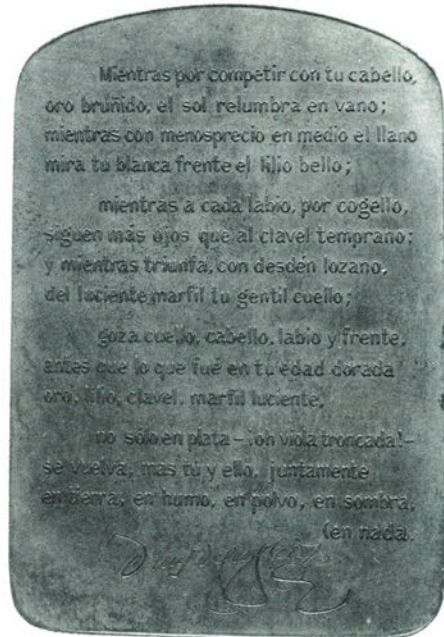 Mientras por competir con tu cabello,
oro bruñido, el sol relumbra en vano;
mientras con menosprecio en medio el llano
mira tu blanca frente el lilio bello;
mientras a cada labio, por cogello,
siguen más ojos que al clavel temprano;
y mientras triunfa, con desdén lozano,
del luciente marfil tu gentil cuello;
goza cuello, cabello, labio y frente,
antes que lo que fué en tu edad dorada
oro, lilio, clavel, marfil luciente,
no sólo en plata-¡oh viola troncada!-
se vuelva, mas tú y ello, juntamente
en tierra, en humo, en polvo, en sombra,
(en nada.